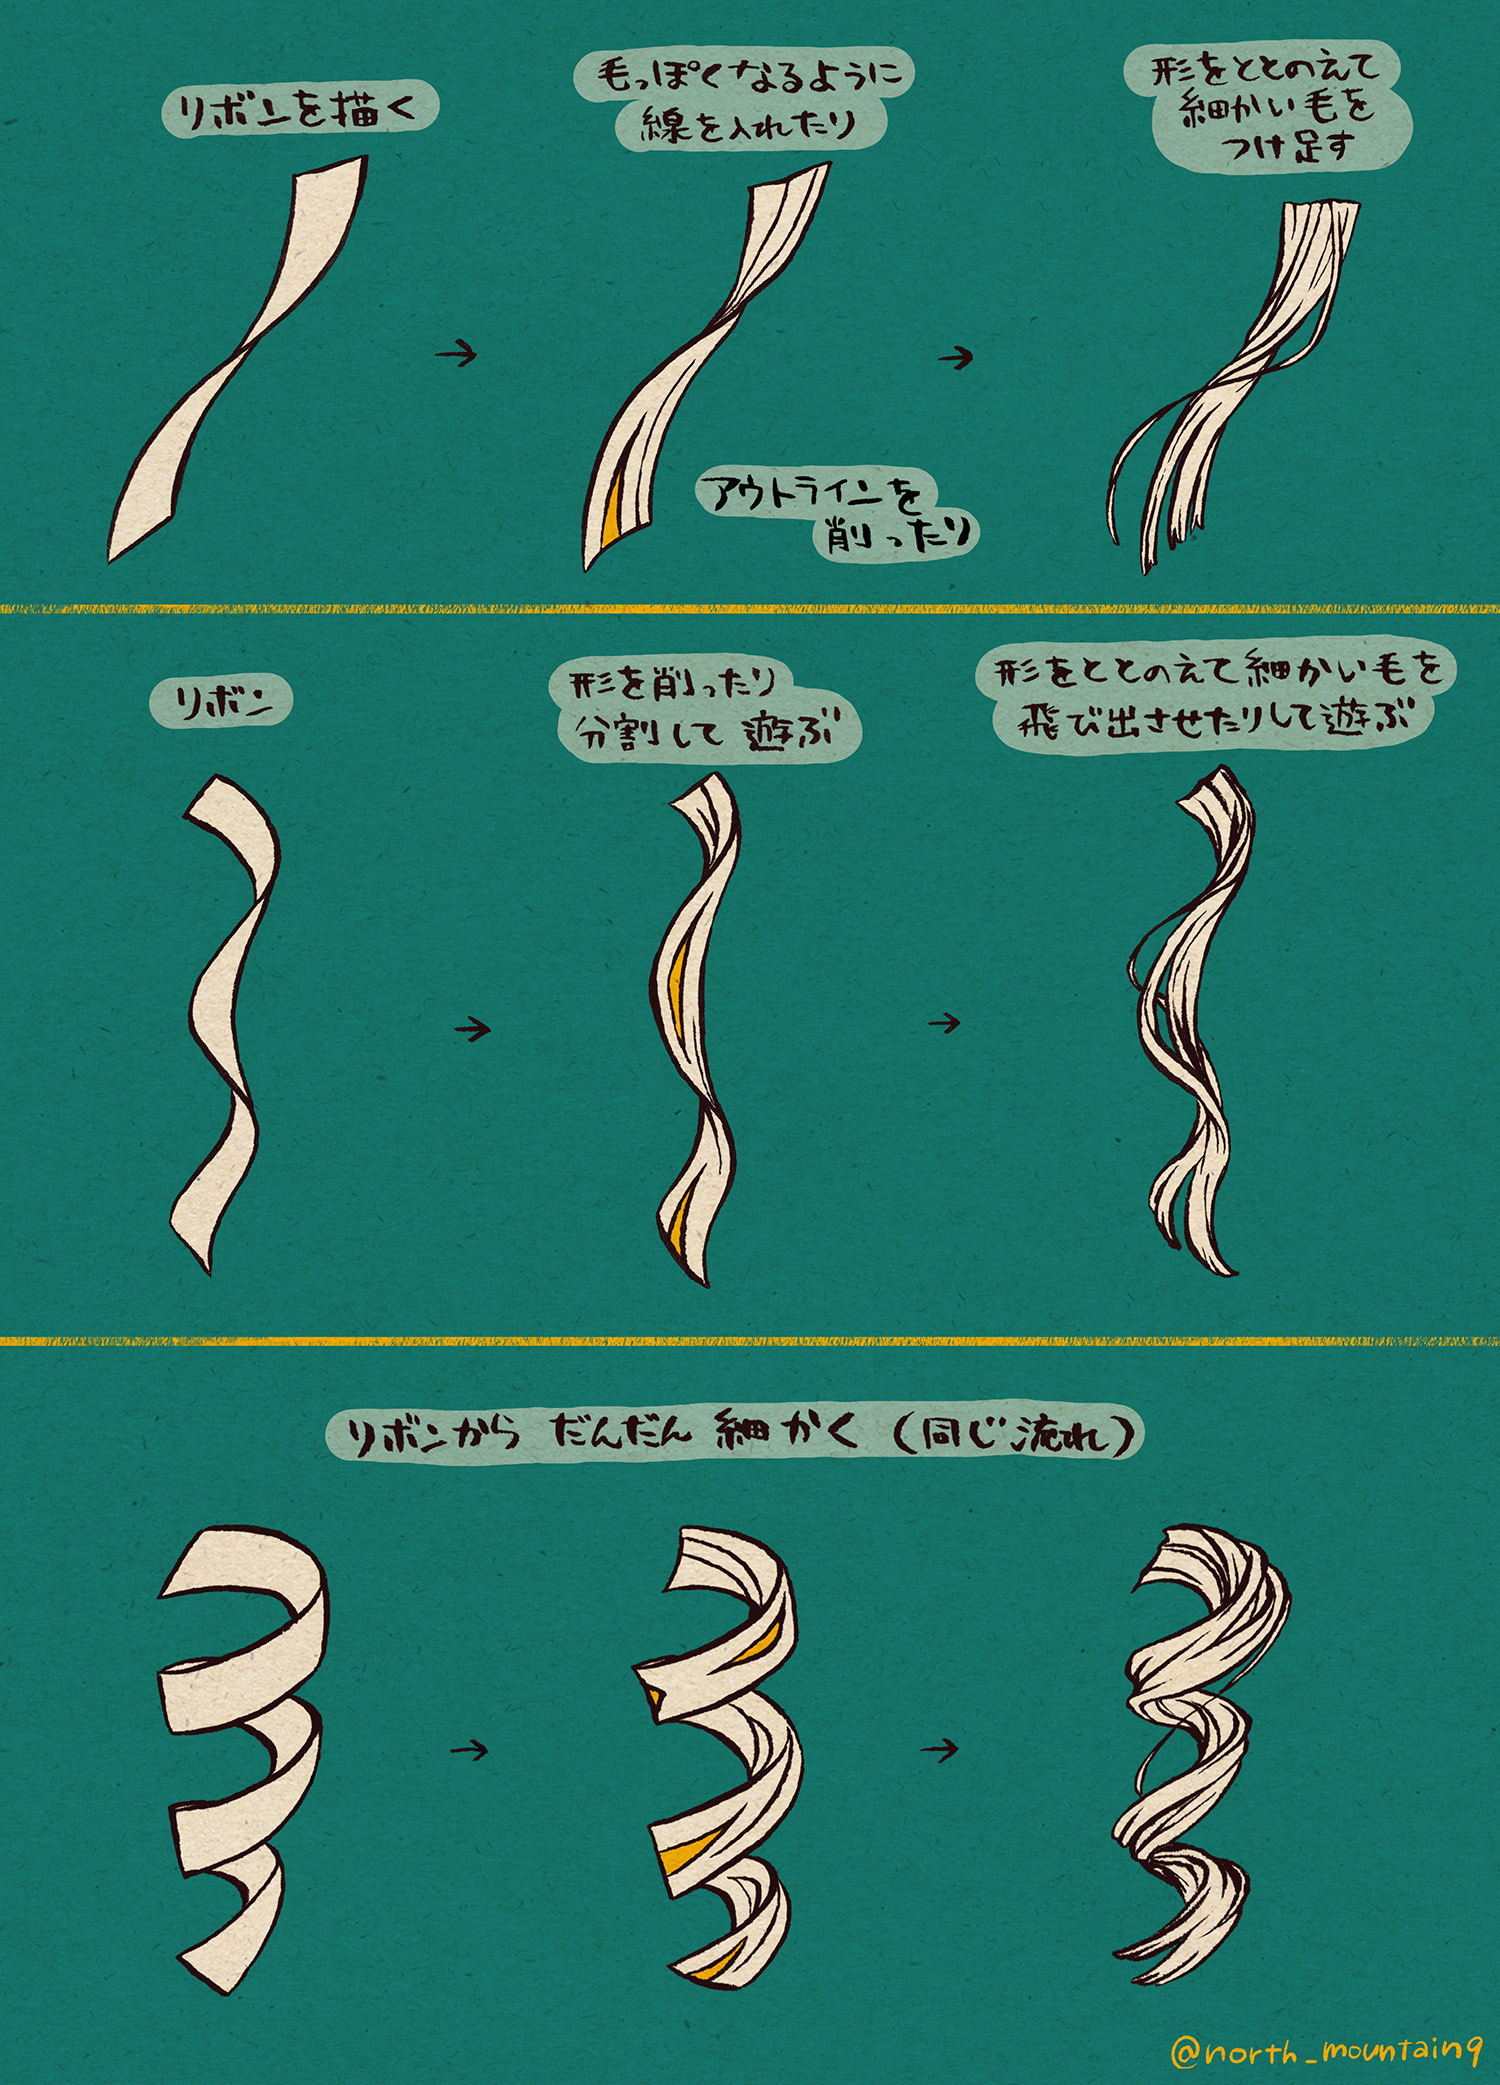 リボンを描く
毛っぽくなるように
線を入れたり
形をととのえて
細かい毛を
つけ足す
アウトラインを
削ったり
リボン
形を削ったり
分割して 遊ぶ
形をととのえて細かい毛を
飛び出させたりして遊ぶ
リボンから だんだん 細かく (同じ流れ)
@north_mountain9